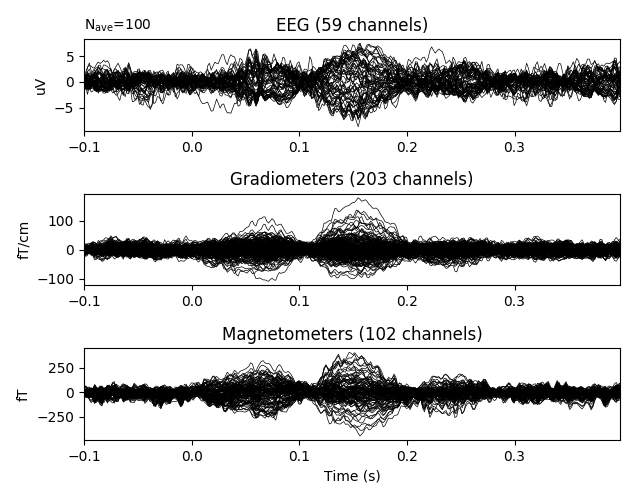 N_ave=100
EEG (59 channels)
5
0
−5
uV
−0.1 0.0 0.1 0.2 0.3
Gradiometers (203 channels)
100
0
−100
fT/cm
−0.1 0.0 0.1 0.2 0.3
Magnetometers (102 channels)
250
0
−250
fT
−0.1 0.0 0.1 0.2 0.3
Time (s)